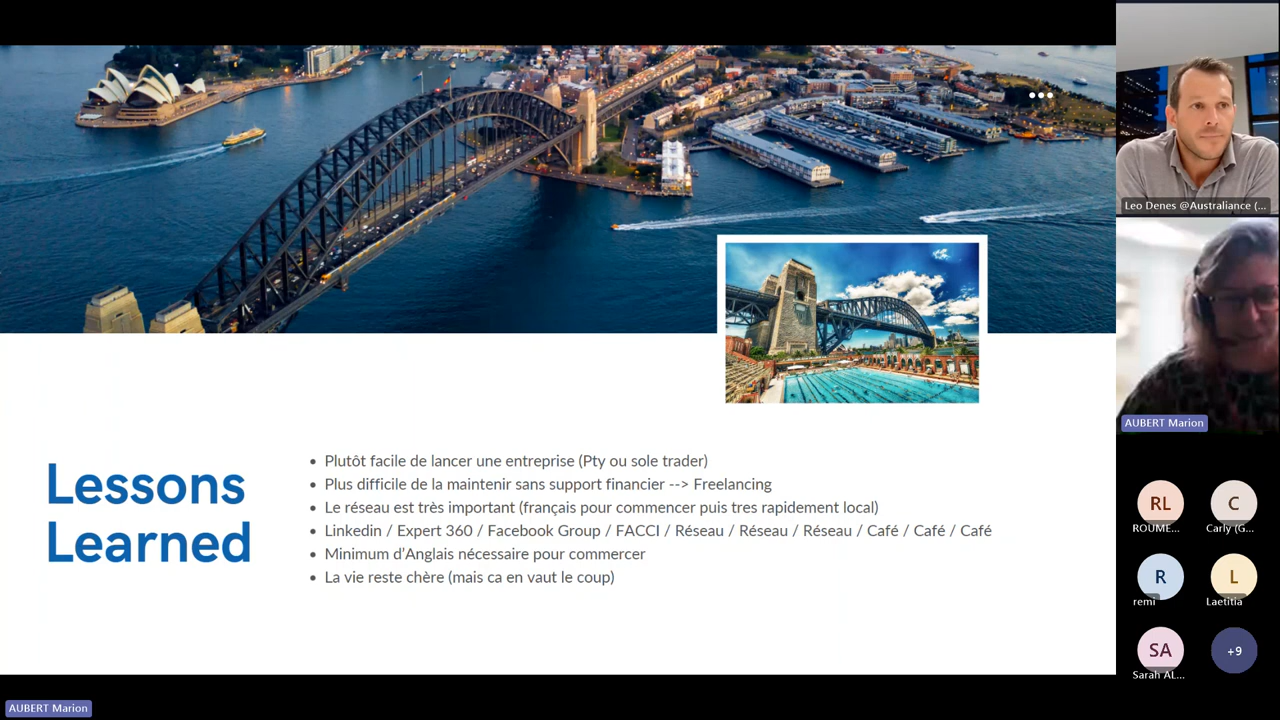 Lessons
Learned
Plutôt facile de lancer une entreprise (Pty ou sole trader)
Plus difficile de la maintenir sans support financier --> Freelancing
Le réseau est très important (français pour commencer puis tres rapidement local)
Linkedin / Expert 360 / Facebook Group / FACCI / Réseau / Réseau / Réseau / Café / Café / Café
Minimum d'Anglais nécessaire pour commercer
La vie reste chère (mais ca en vaut le coup)
AUBERT Marion
Leo Denes @Australiance (...
AUBERT Marion
RL
ROUME...
C
Carly (G...
R
remi
L
Laetitia
SA
Sarah AL...
+9